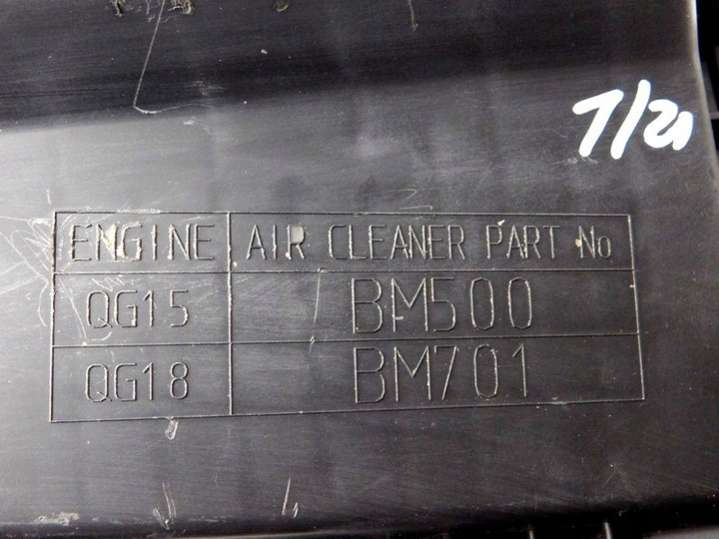 7/21
ENGINE AIR CLEANER PART No
QG15 BM500
QG18 BM701